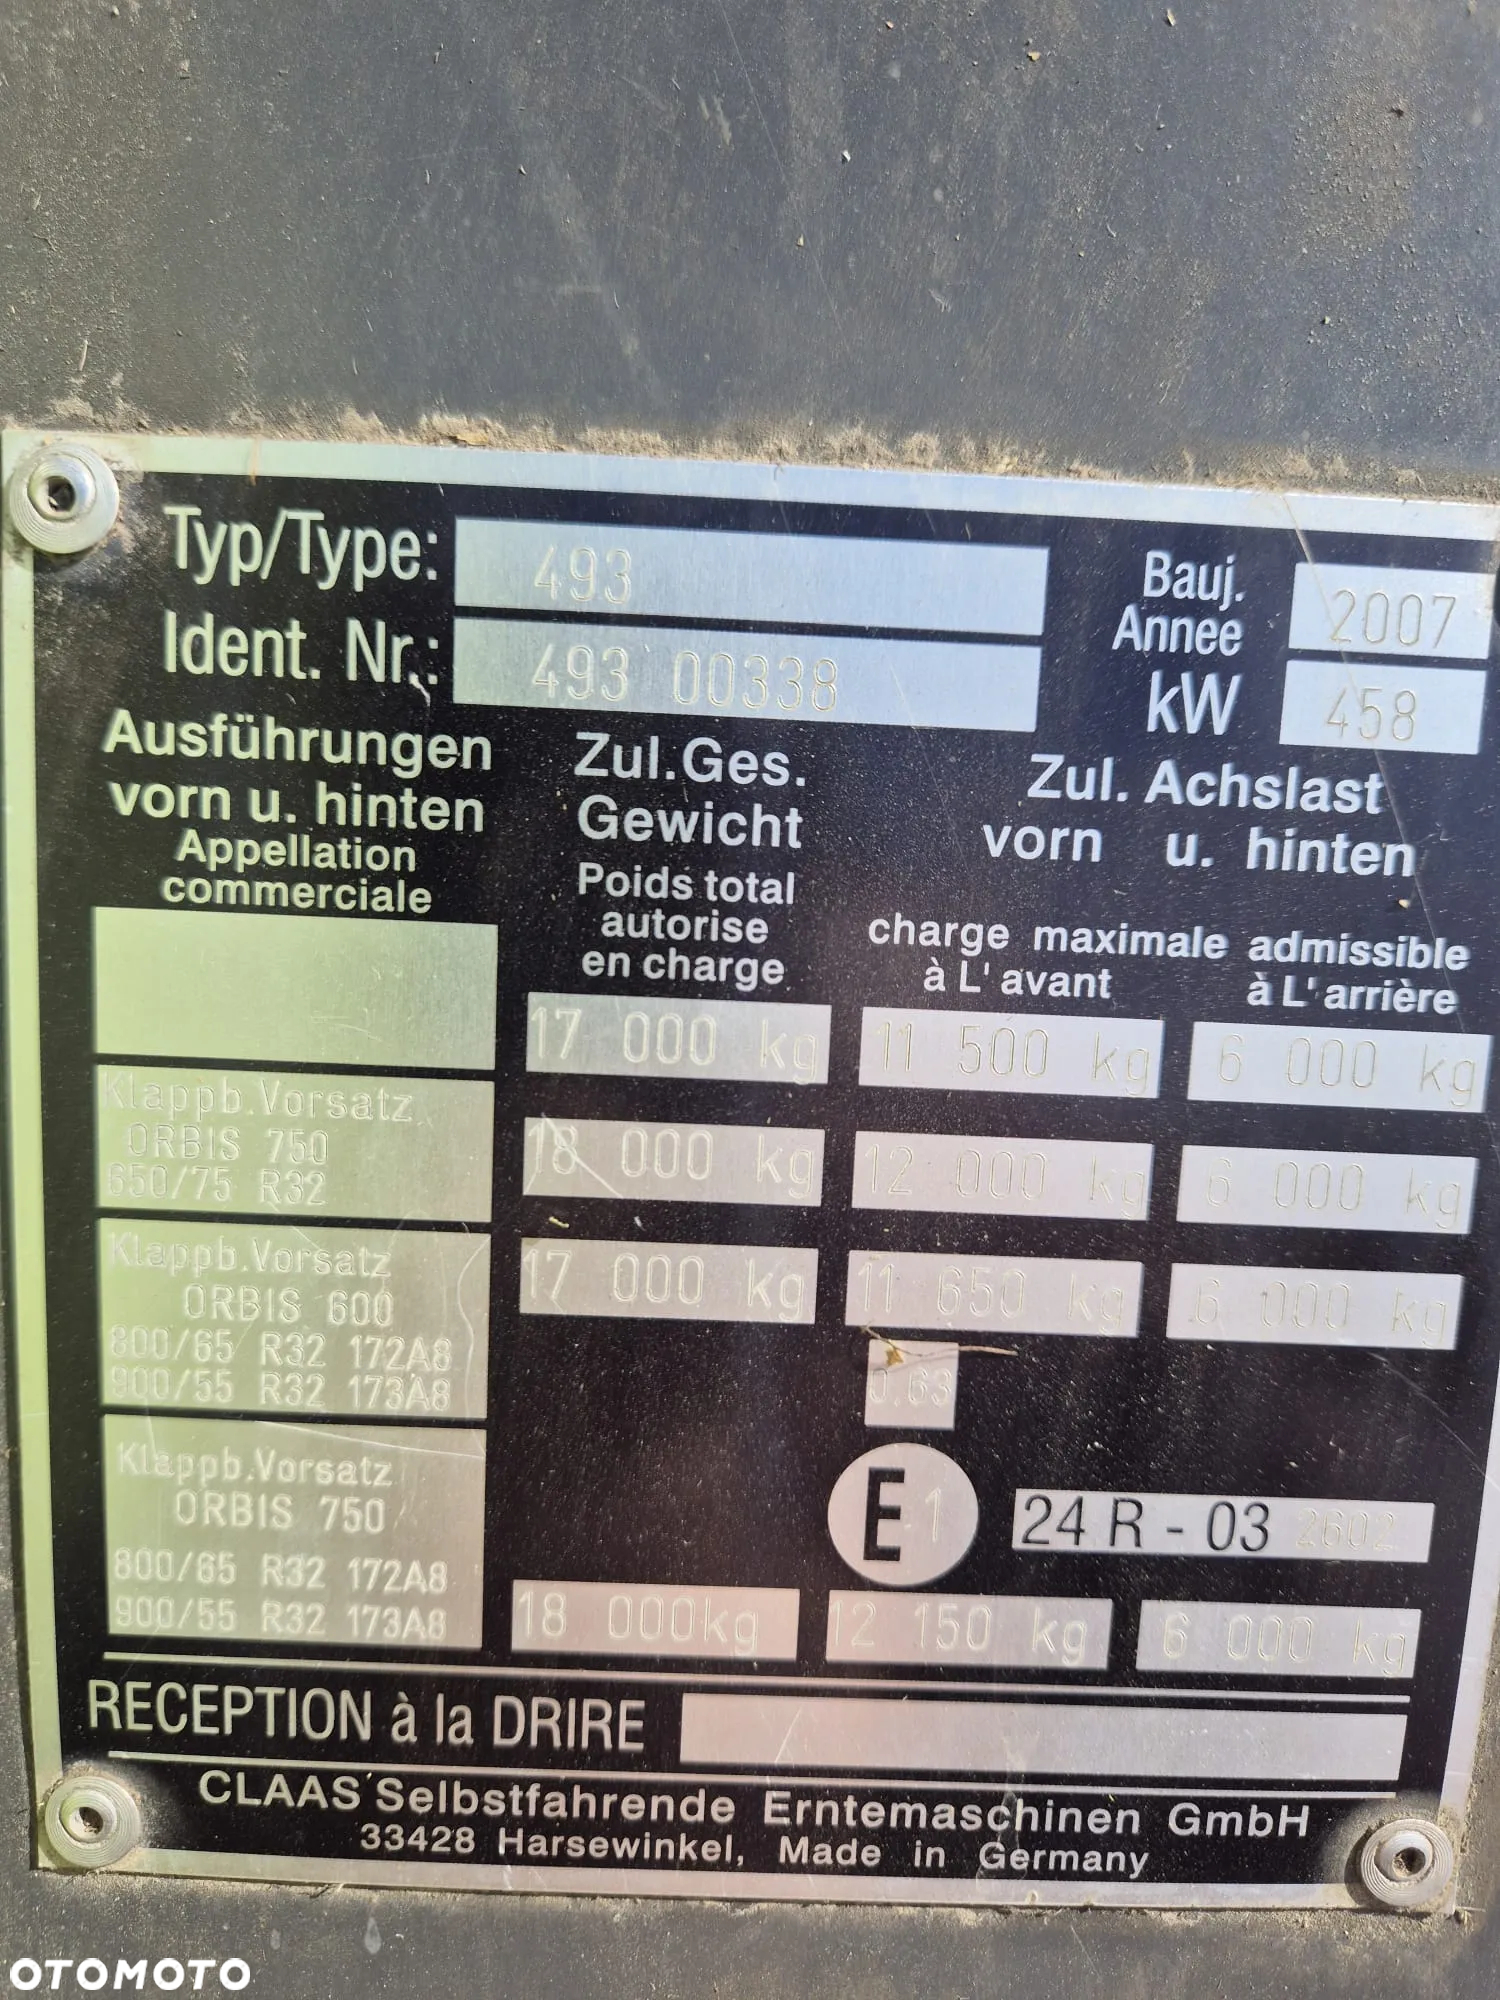 Typ/Type: 493
Bauj. Annee 2007
Ident. Nr.: 493 00338
kW 458
Ausführungen
vorn u. hinten
Appellation
commerciale
Zul.Ges.
Gewicht
Poids total
autorise
en charge
Zul. Achslast
vorn u. hinten
charge maximale admissible
à L'avant à L'arrière
17 000 kg 11 500 kg 6 000 kg
Klappb.Vorsatz
ORBIS 750
650/75 R32
18 000 kg 12 000 kg 6 000 kg
Klappb.Vorsatz
ORBIS 600
800/65 R32 172A8
900/55 R32 173A8
17 000 kg 11 650 kg 6 000 kg
0.63
E 1 24 R - 03 2602
Klappb.Vorsatz
ORBIS 750
800/65 R32 172A8
900/55 R32 173A8
18 000kg 12 150 kg 6 000 kg
RECEPTION à la DRIRE
CLAAS Selbstfahrende Erntemaschinen GmbH
33428 Harsewinkel, Made in Germany
OTOMOTO